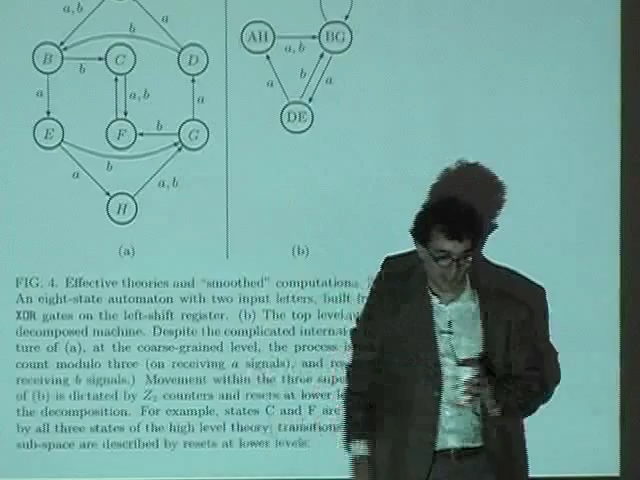 a, b
a
b
B
C
D
AH
a, b
BG
b
a
a, b
a
a
b
a
DE
E
F
b
G
b
a
a, b
H
(a)
(b)
FIG. 4. Effective theories and "smoothed" computations.
An eight-state automaton with two input letters, built
XOR gates on the left-shift register. (b) The top level
decomposed machine. Despite the complicated internal
ture of (a), at the coarse-grained level, the process is
count modulo three (on receiving a signals), and
receiving b signals.) Movement within the three
of (b) is dictated by Z2 counters and resets at lower
the decomposition. For example, states C and F are
by all three states of the high level theory; transitions
sub-space are described by resets at lower levels.